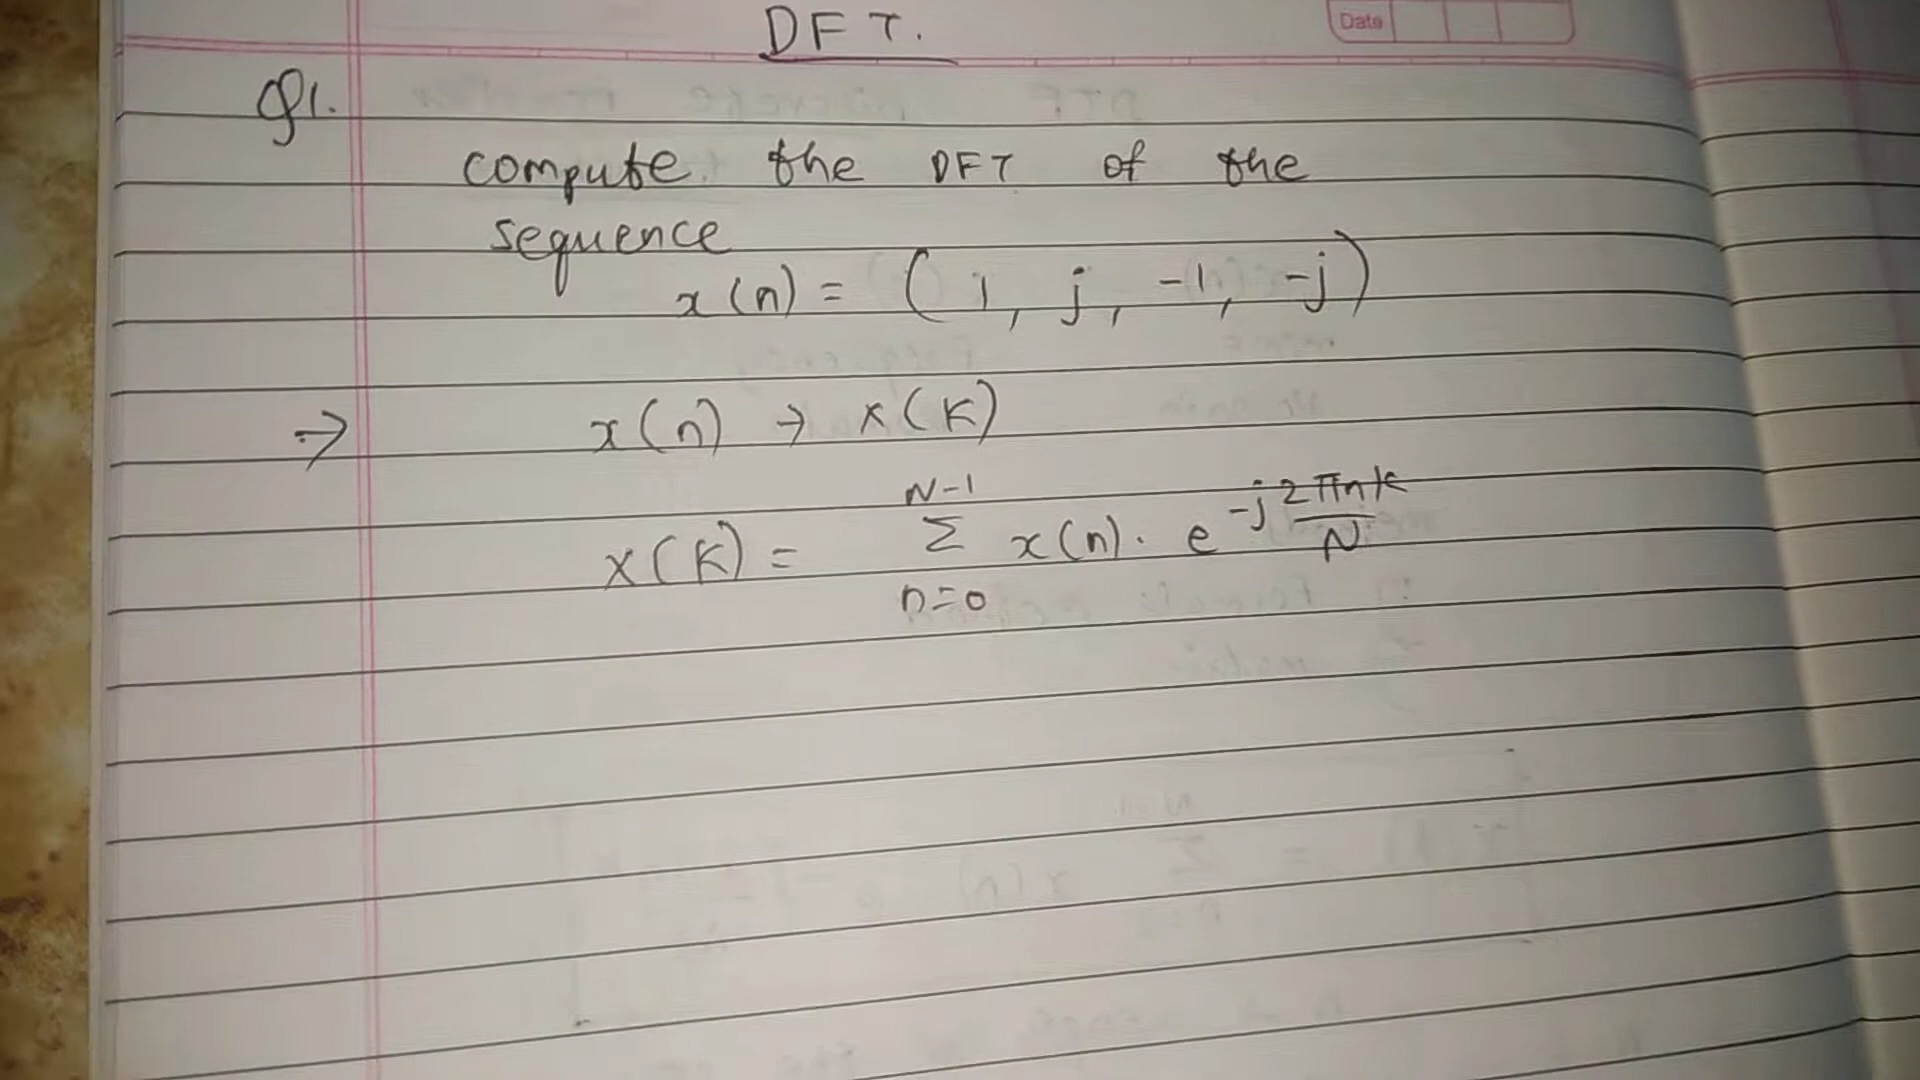 DFT.
Date
Q1.
compute the DFT of the
sequence
x(n) = (1, j, -1, -j)
→ x(n) → X(K)
X(K) = N-1 Σ n=0 x(n). e^-j 2πnk/N